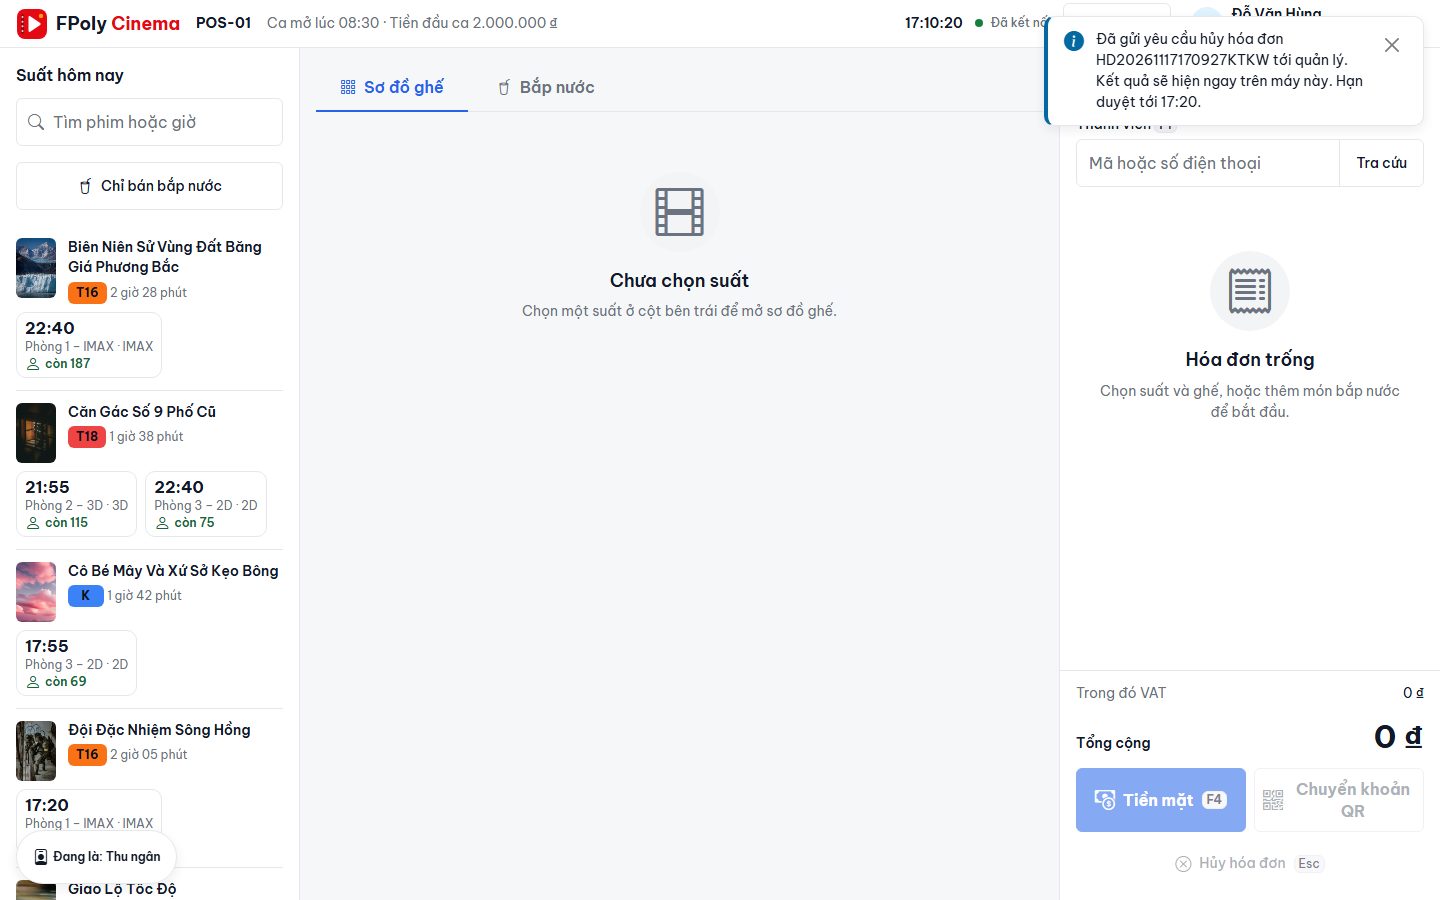 FPoly Cinema POS-01 Ca mở lúc 08:30 · Tiền đầu ca 2.000.000 ₫ 17:10:20 Đã kết nối Đỗ Văn Hùng
Đã gửi yêu cầu hủy hóa đơn
HD20261117170927KTKW tới quản lý.
Kết quả sẽ hiện ngay trên máy này. Hạn
duyệt tới 17:20.
Suất hôm nay
Tìm phim hoặc giờ
Chỉ bán bắp nước
Biên Niên Sử Vùng Đất Băng
Giá Phương Bắc
T16 2 giờ 28 phút
22:40
Phòng 1 – IMAX · IMAX
còn 187
Căn Gác Số 9 Phố Cũ
T18 1 giờ 38 phút
21:55
Phòng 2 – 3D · 3D
còn 115
22:40
Phòng 3 – 2D · 2D
còn 75
Cô Bé Mây Và Xứ Sở Kẹo Bông
K 1 giờ 42 phút
17:55
Phòng 3 – 2D · 2D
còn 69
Đội Đặc Nhiệm Sông Hồng
T16 2 giờ 05 phút
17:20
Phòng 1 – IMAX · IMAX
Đang là: Thu ngân
Giao Lộ Tốc Độ
Sơ đồ ghế
Bắp nước
Chưa chọn suất
Chọn một suất ở cột bên trái để mở sơ đồ ghế.
Thành viên
Mã hoặc số điện thoại
Tra cứu
Hóa đơn trống
Chọn suất và ghế, hoặc thêm món bắp nước
để bắt đầu.
Trong đó VAT 0 ₫
Tổng cộng 0 ₫
Tiền mặt F4
Chuyển khoản
QR
Hủy hóa đơn Esc